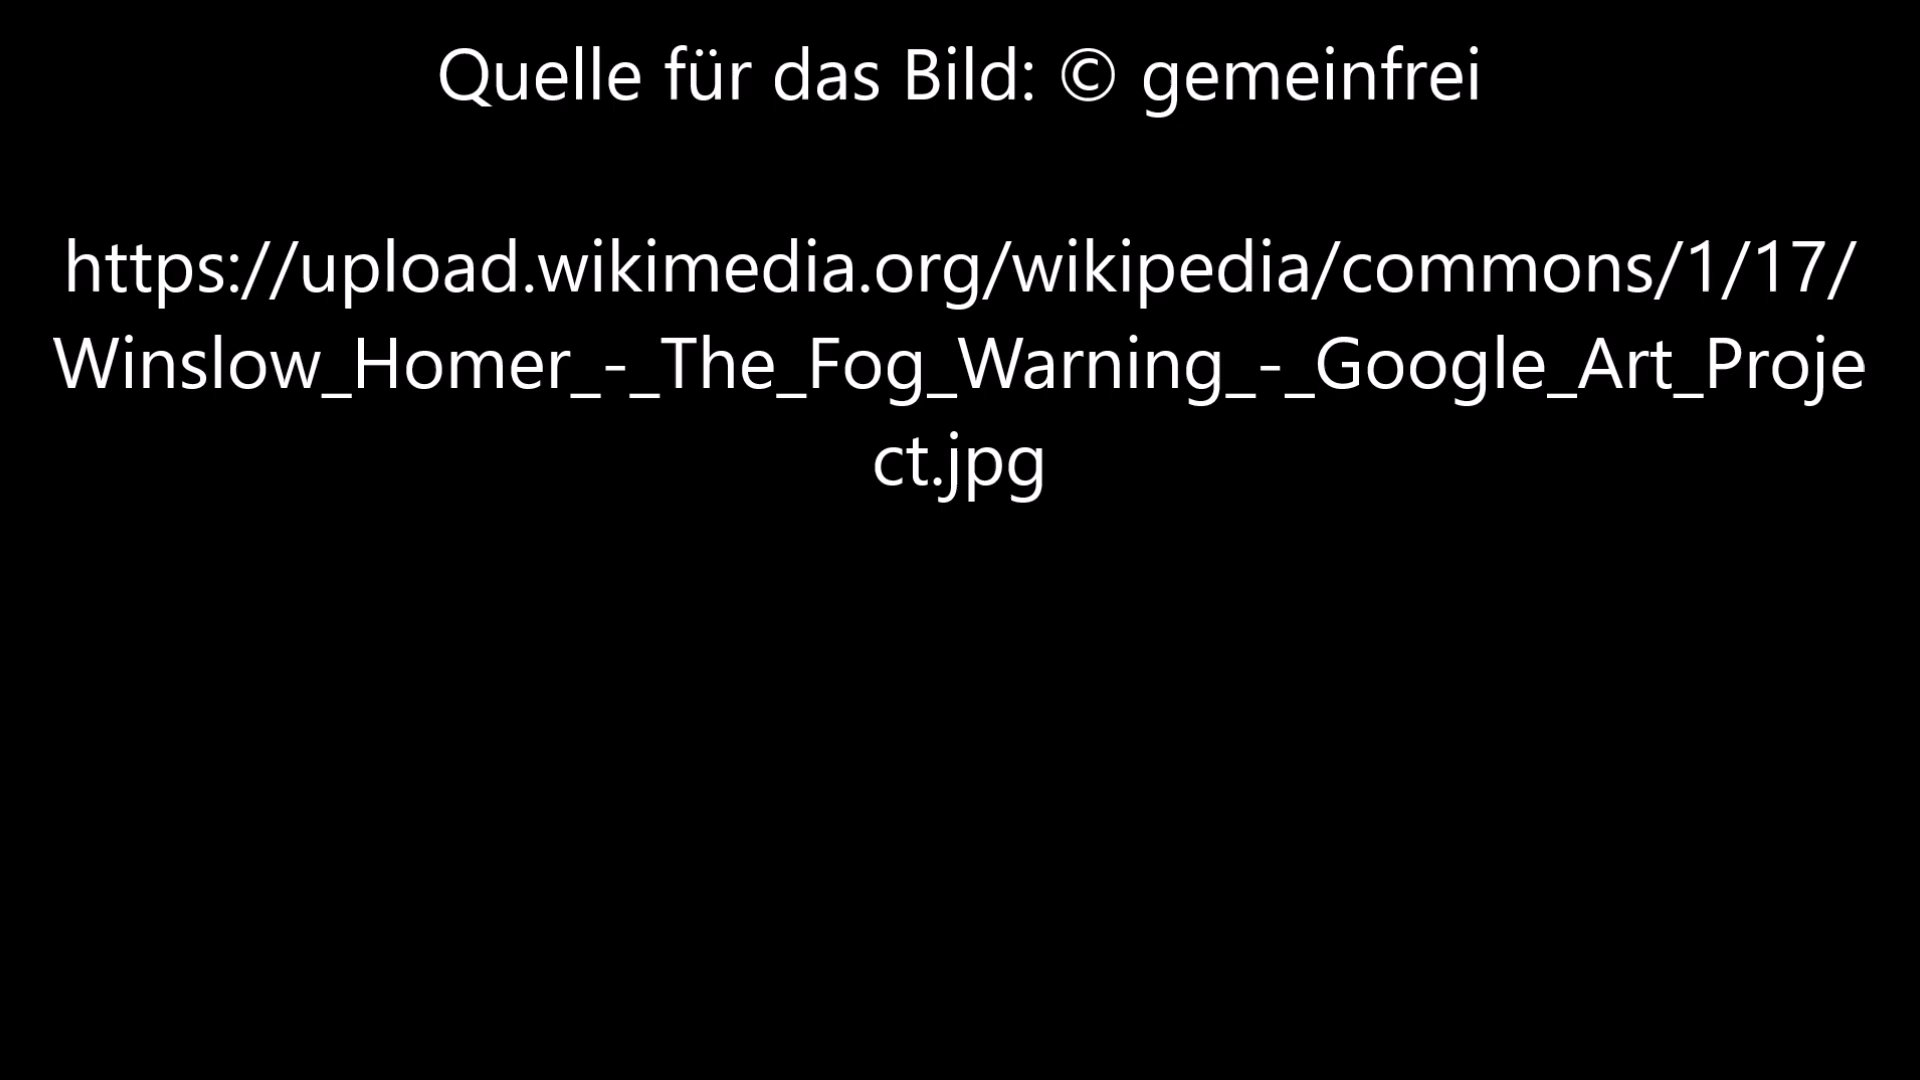 Quelle für das Bild: © gemeinfrei
https://upload.wikimedia.org/wikipedia/commons/1/17/
Winslow_Homer_-_The_Fog_Warning_-_Google_Art_Proje
ct.jpg